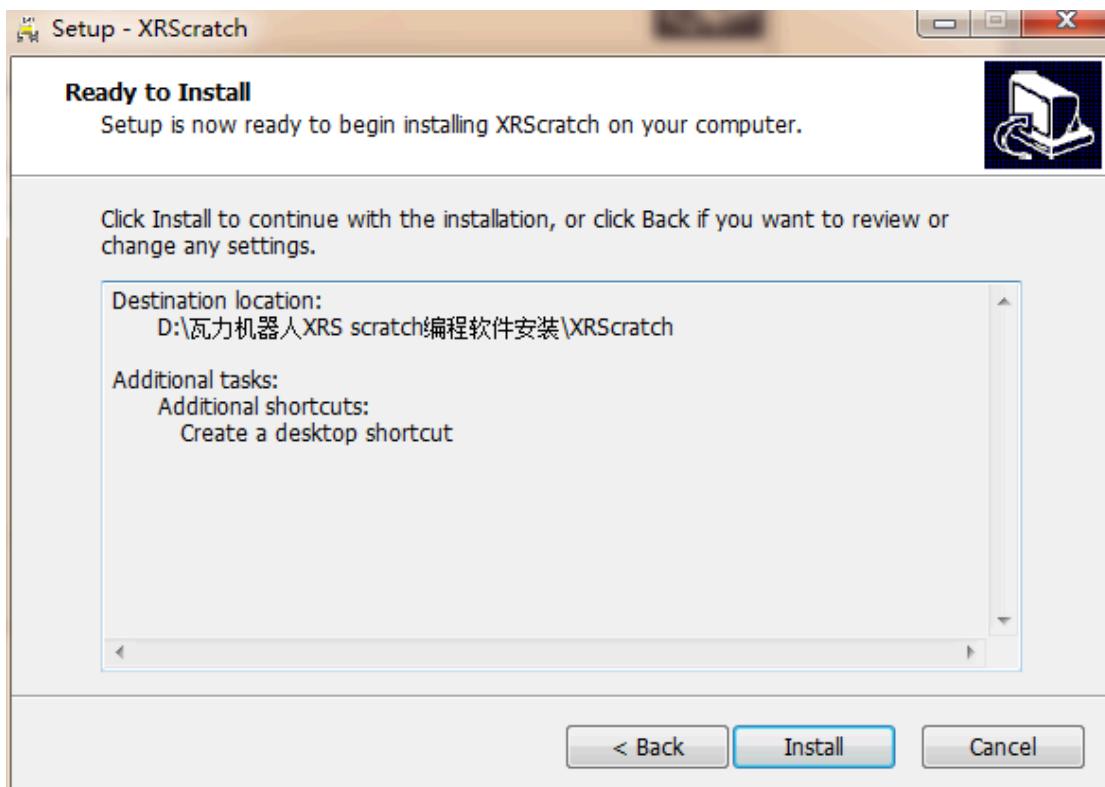 Setup - XRScratch
Ready to Install
Setup is now ready to begin installing XRScratch on your computer.
Click Install to continue with the installation, or click Back if you want to review or
change any settings.
Destination location:
D:\瓦力机器人XRS scratch编程软件安装\XRScratch
Additional tasks:
Additional shortcuts:
Create a desktop shortcut
< Back
Install
Cancel